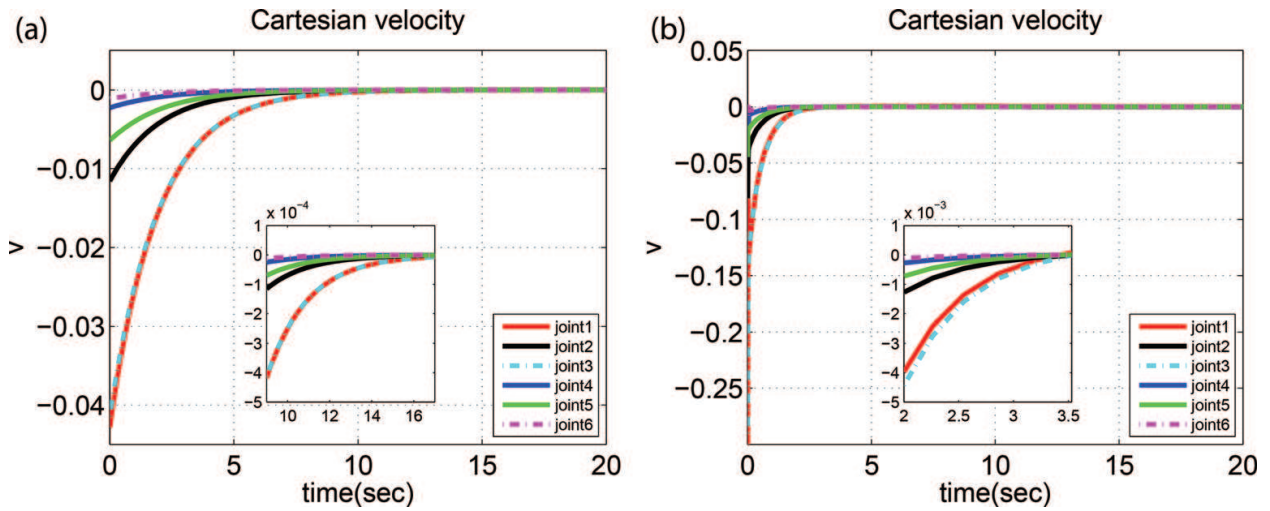 (a)
Cartesian velocity
0
−0.01
−0.02
−0.03
−0.04
v
0
5
10
15
20
time(sec)
x 10⁻⁴
1
0
−1
−2
−3
−4
−5
10
12
14
16
joint1
joint2
joint3
joint4
joint5
joint6
(b)
Cartesian velocity
0.05
0
−0.05
−0.1
−0.15
−0.2
−0.25
v
0
5
10
15
20
time(sec)
x 10⁻³
1
0
−1
−2
−3
−4
−5
2
2.5
3
3.5
joint1
joint2
joint3
joint4
joint5
joint6